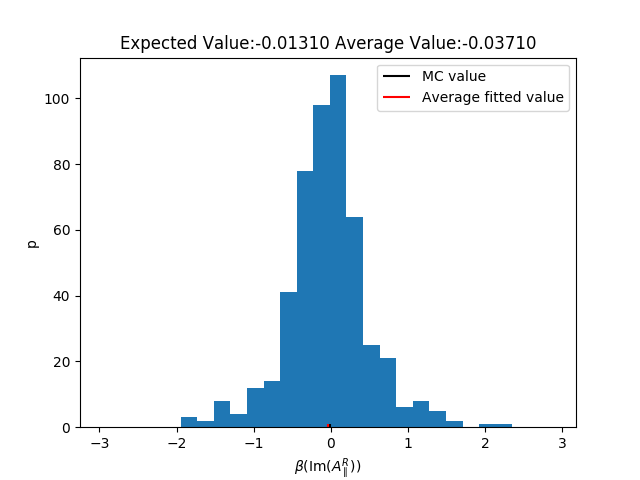 Expected Value:-0.01310 Average Value:-0.03710
MC value
Average fitted value
100
80
60
40
20
0
p
−3 −2 −1 0 1 2 3
β(Im(A_∥^R))